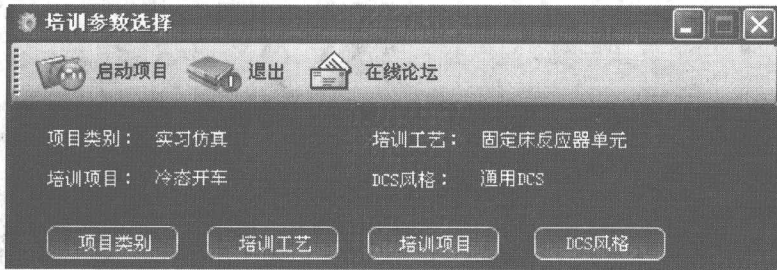 培训参数选择
启动项目 退出 在线论坛
项目类别： 实习仿真 培训工艺： 固定床反应器单元
培训项目： 冷态开车 DCS风格： 通用DCS
项目类别 培训工艺 培训项目 DCS风格